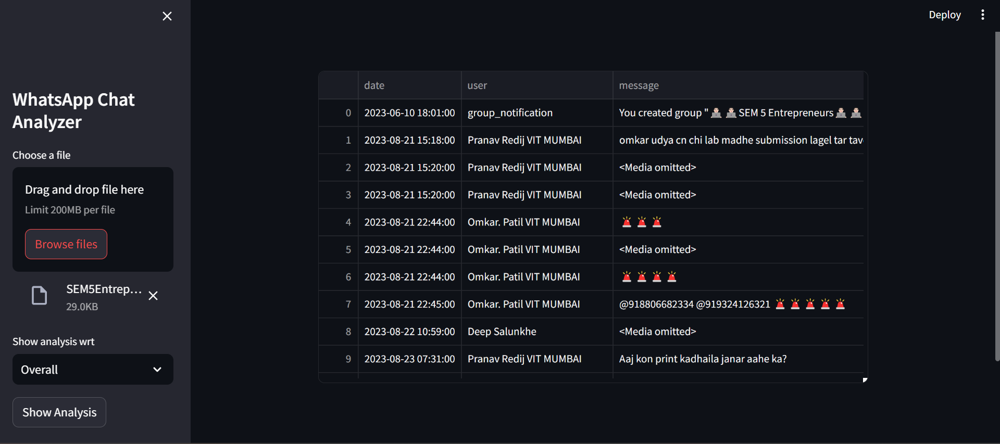 Deploy
WhatsApp Chat
Analyzer
Choose a file
Drag and drop file here
Limit 200MB per file
Browse files
SEM5Entrep...
29.0KB
Show analysis wrt
Overall
Show Analysis
date user message
0 2023-06-10 18:01:00 group_notification You created group "👨🏻‍💻👨🏻‍💻SEM 5 Entrepreneurs👨🏻‍💻👨🏻‍💻
1 2023-08-21 15:18:00 Pranav Redij VIT MUMBAI omkar udya cn chi lab madhe submission lagel tar
2 2023-08-21 15:20:00 Pranav Redij VIT MUMBAI <Media omitted>
3 2023-08-21 15:20:00 Pranav Redij VIT MUMBAI <Media omitted>
4 2023-08-21 22:44:00 Omkar. Patil VIT MUMBAI 🚨🚨🚨
5 2023-08-21 22:44:00 Omkar. Patil VIT MUMBAI <Media omitted>
6 2023-08-21 22:44:00 Omkar. Patil VIT MUMBAI 🚨🚨🚨🚨
7 2023-08-21 22:45:00 Omkar. Patil VIT MUMBAI @918806682334 @919324126321 🚨🚨🚨🚨🚨
8 2023-08-22 10:59:00 Deep Salunkhe <Media omitted>
9 2023-08-23 07:31:00 Pranav Redij VIT MUMBAI Aaj kon print kadhaila janar aahe ka?